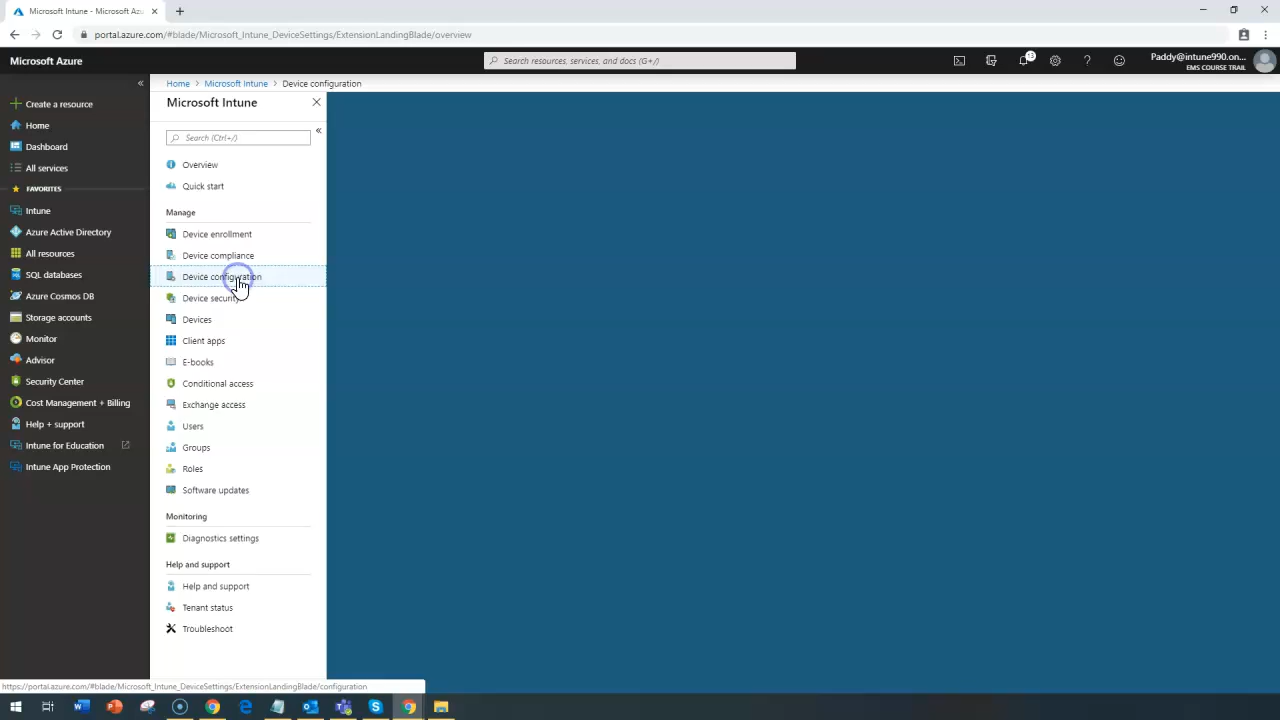 Microsoft Intune - Microsoft Azu
portal.azure.com/#blade/Microsoft_Intune_DeviceSettings/ExtensionLandingBlade/overview
Microsoft Azure
Search resources, services, and docs (G+/)
Paddy@intune990.on...
EMS COURSE TRAIL
Home > Microsoft Intune > Device configuration
Create a resource
Home
Dashboard
All services
FAVORITES
Intune
Azure Active Directory
All resources
SQL databases
Azure Cosmos DB
Storage accounts
Monitor
Advisor
Security Center
Cost Management + Billing
Help + support
Intune for Education
Intune App Protection
Microsoft Intune
Search (Ctrl+/)
Overview
Quick start
Manage
Device enrollment
Device compliance
Device configuration
Device security
Devices
Client apps
E-books
Conditional access
Exchange access
Users
Groups
Roles
Software updates
Monitoring
Diagnostics settings
Help and support
Help and support
Tenant status
Troubleshoot
https://portal.azure.com/#blade/Microsoft_Intune_DeviceSettings/ExtensionLandingBlade/configuration